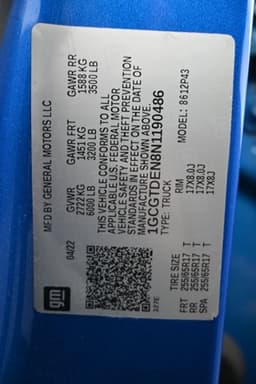 MFD BY GENERAL MOTORS LLC
04/22
GVWR GAWR FRT GAWR RR
2722 KG 1451 KG 1588 KG
6000 LB 3200 LB 3500 LB
THIS VEHICLE CONFORMS TO ALL
APPLICABLE U.S. FEDERAL MOTOR
VEHICLE SAFETY AND THEFT PREVENTION
STANDARDS IN EFFECT ON THE DATE OF
MANUFACTURE SHOWN ABOVE.
1GCGTDEN8N1190486
TYPE: TRUCK MODEL: 8612P43
TIRE SIZE RIM
FRT 255/65R17 T 17X8.0J
RR 255/65R17 T 17X8.0J
SPA 255/65R17 T 17X8J
gm